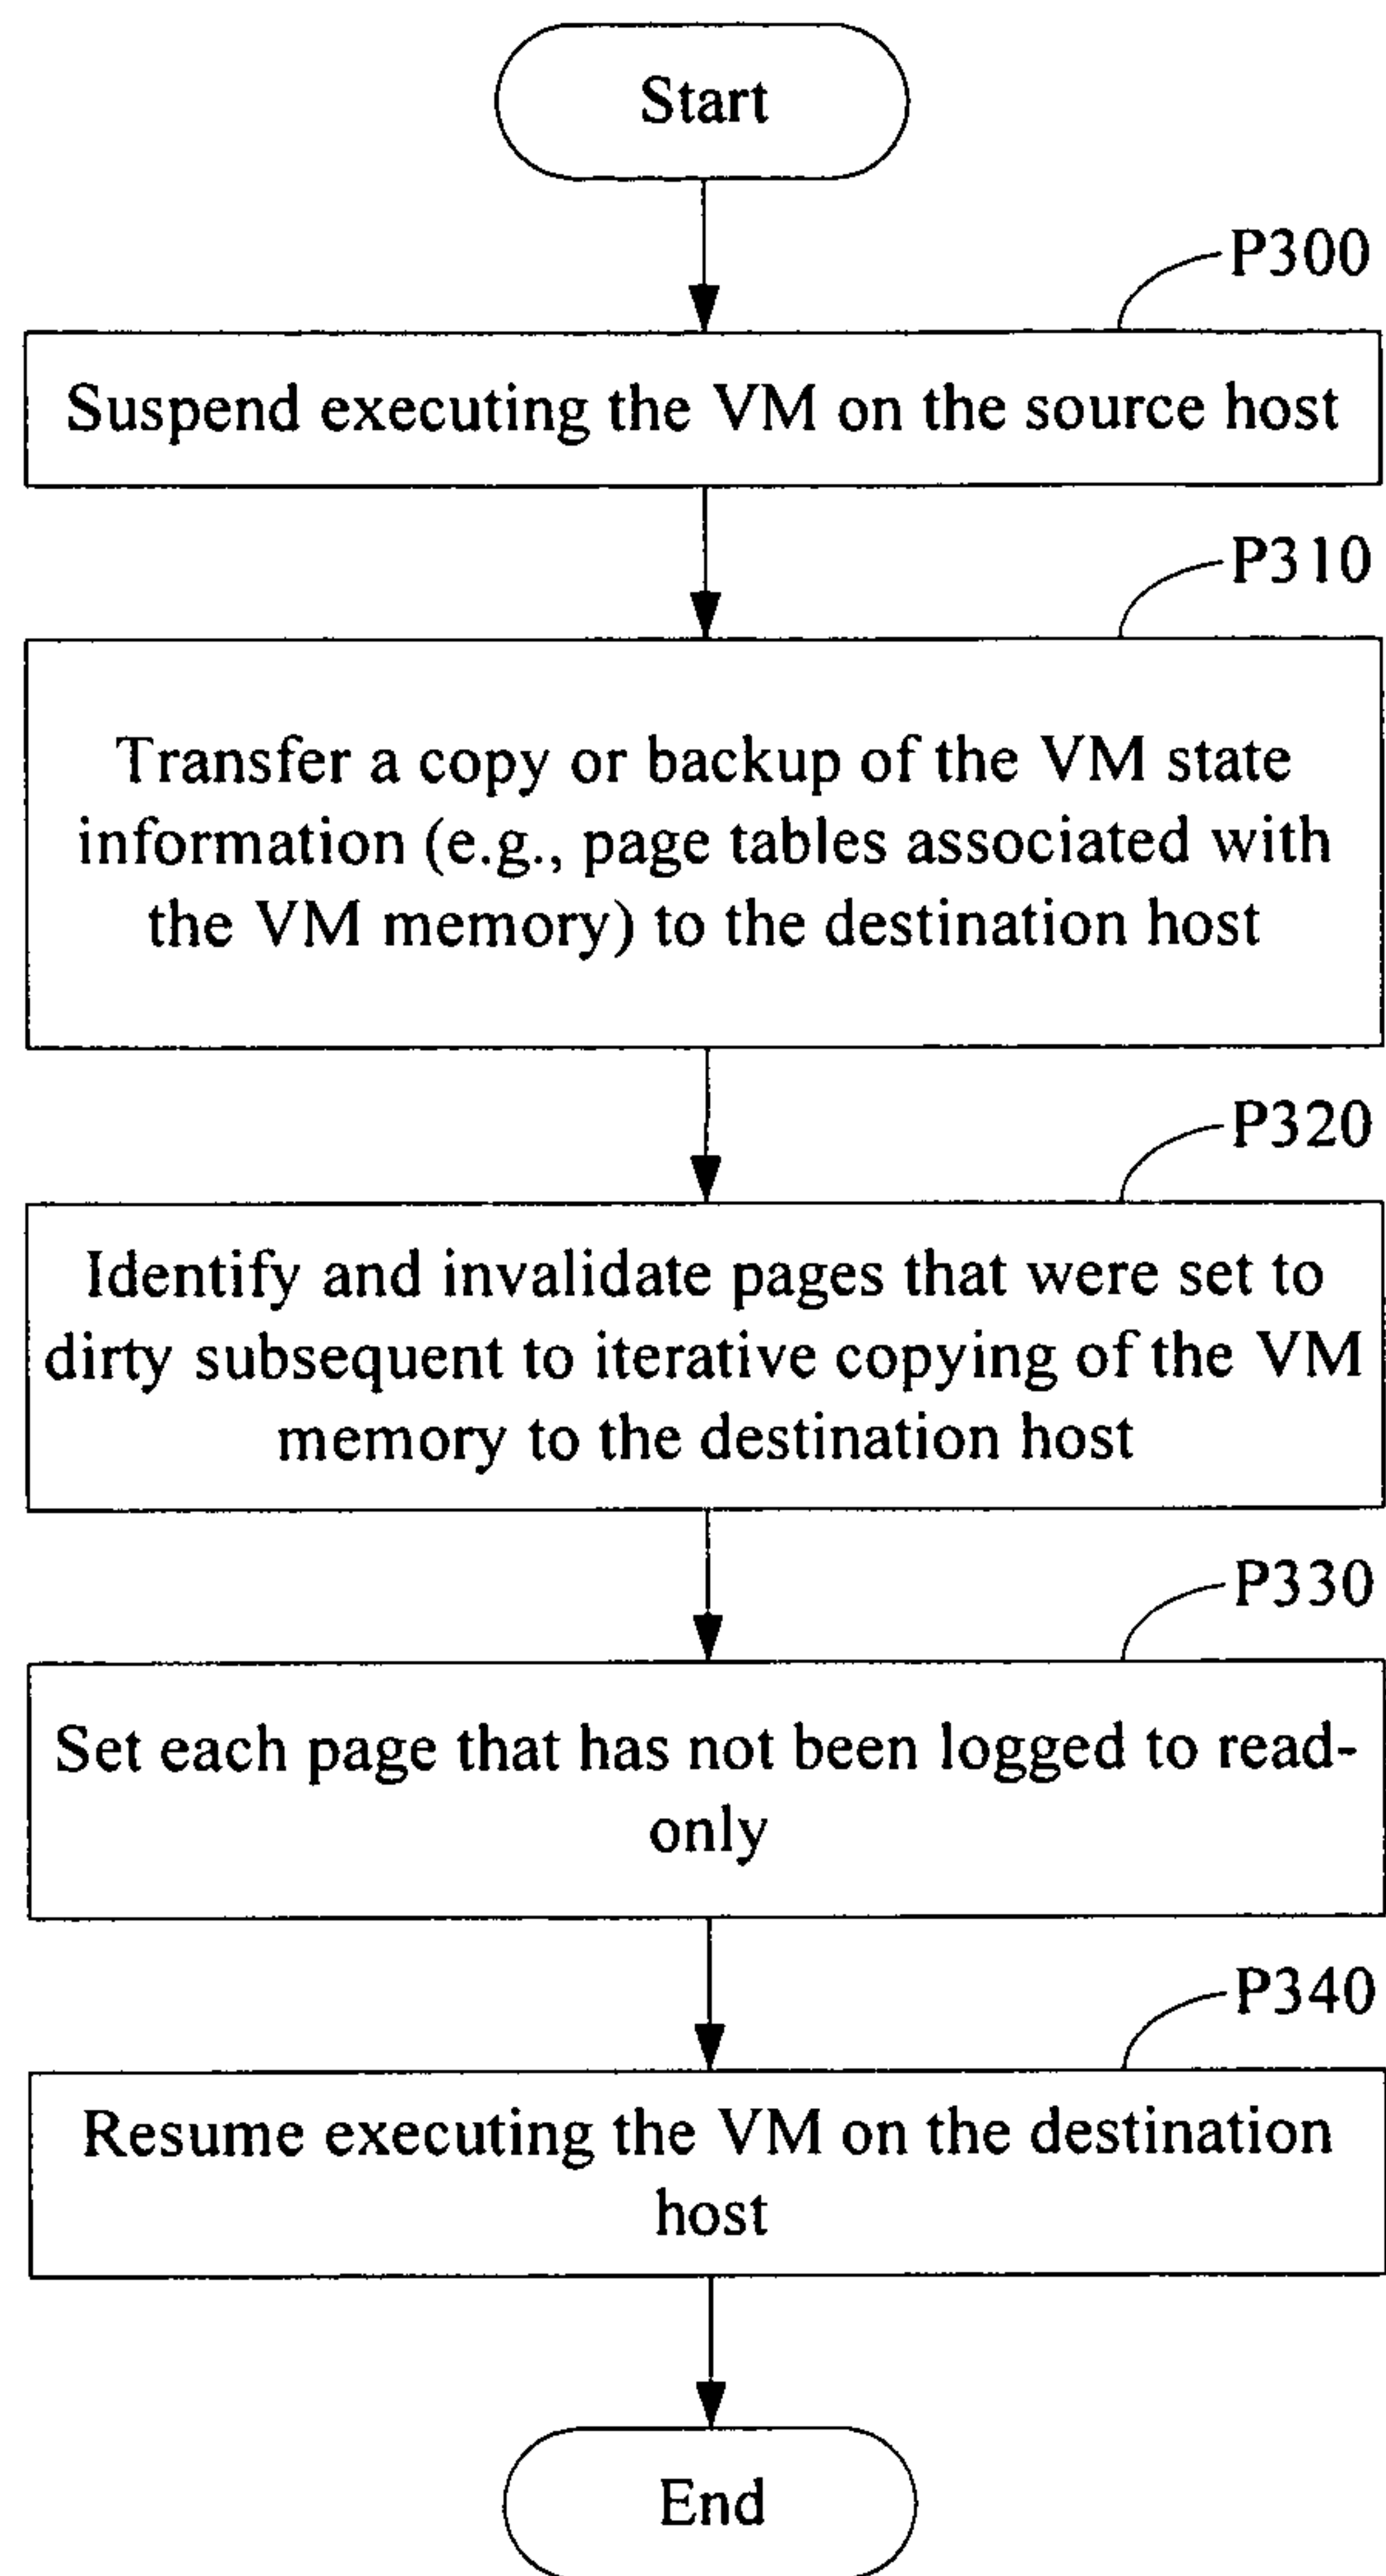 Start
P300
Suspend executing the VM on the source host
P310
Transfer a copy or backup of the VM state
information (e.g., page tables associated with
the VM memory) to the destination host
P320
Identify and invalidate pages that were set to
dirty subsequent to iterative copying of the VM
memory to the destination host
P330
Set each page that has not been logged to read-
only
P340
Resume executing the VM on the destination
host
End